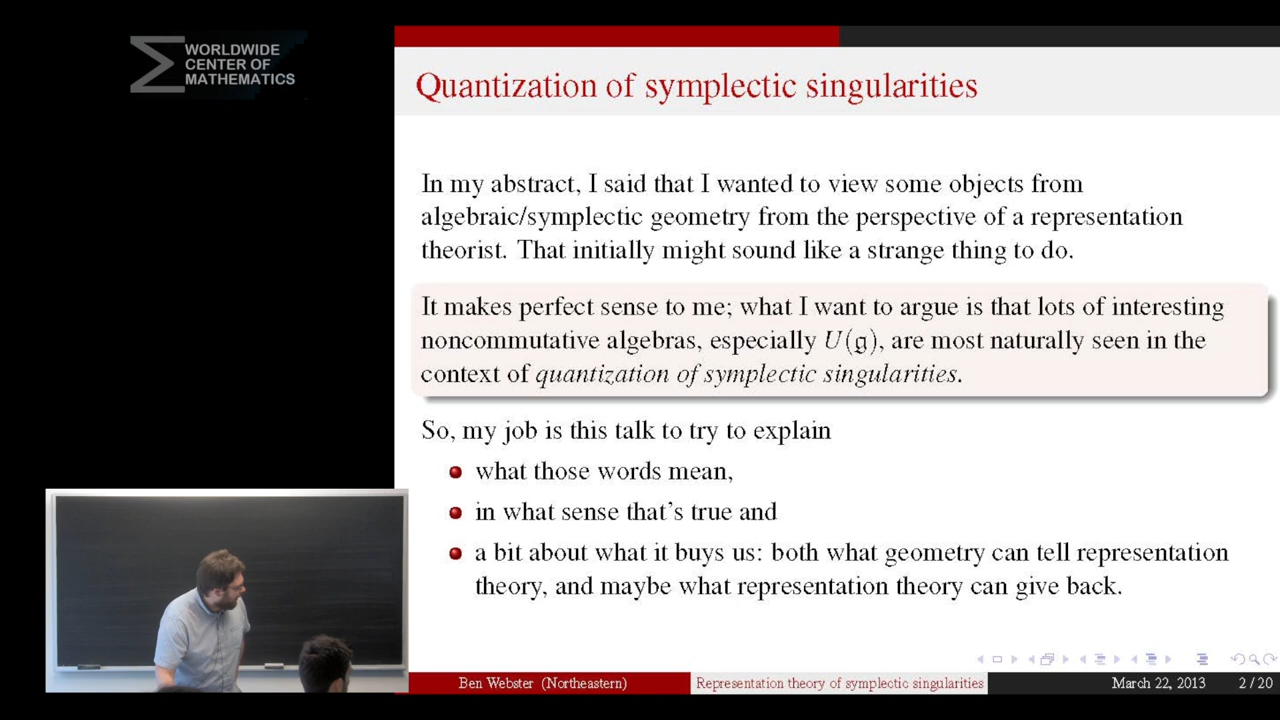 WORLDWIDE
CENTER OF
MATHEMATICS
Quantization of symplectic singularities
In my abstract, I said that I wanted to view some objects from
algebraic/symplectic geometry from the perspective of a representation
theorist. That initially might sound like a strange thing to do.
It makes perfect sense to me; what I want to argue is that lots of interesting
noncommutative algebras, especially U(𝔤), are most naturally seen in the
context of quantization of symplectic singularities.
So, my job is this talk to try to explain
what those words mean,
in what sense that's true and
a bit about what it buys us: both what geometry can tell representation
theory, and maybe what representation theory can give back.
Ben Webster (Northeastern)
Representation theory of symplectic singularities
March 22, 2013
2 / 20